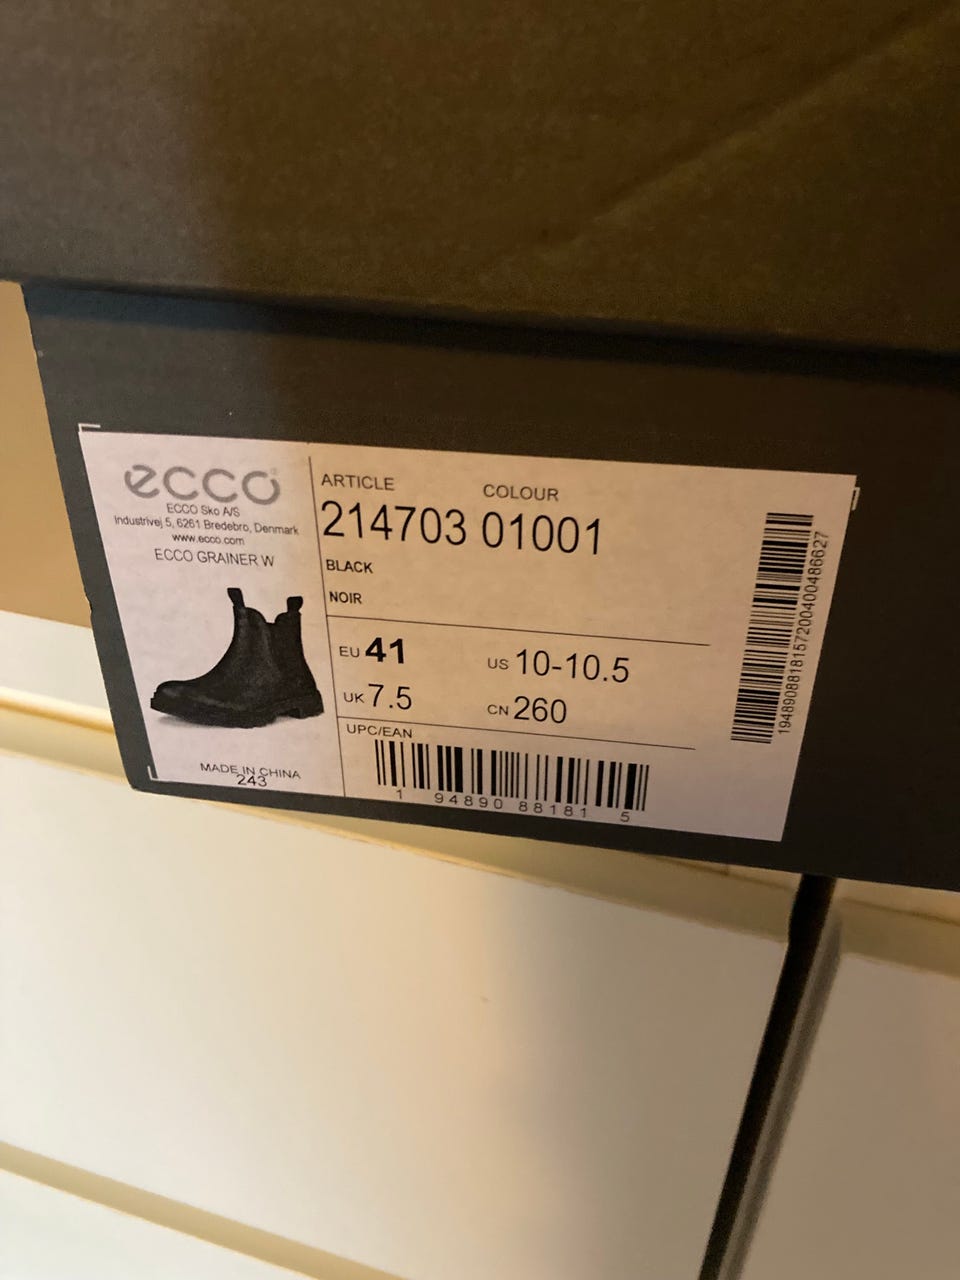 ecco
ECCO Sko A/S
Industrivej 5, 6261 Bredebro, Denmark
www.ecco.com
ECCO GRAINER W
MADE IN CHINA
243
ARTICLE COLOUR
214703 01001
BLACK
NOIR
EU 41 US 10-10.5
UK 7.5 CN 260
UPC/EAN
1 94890 88181 5
19489088181572004004866​27